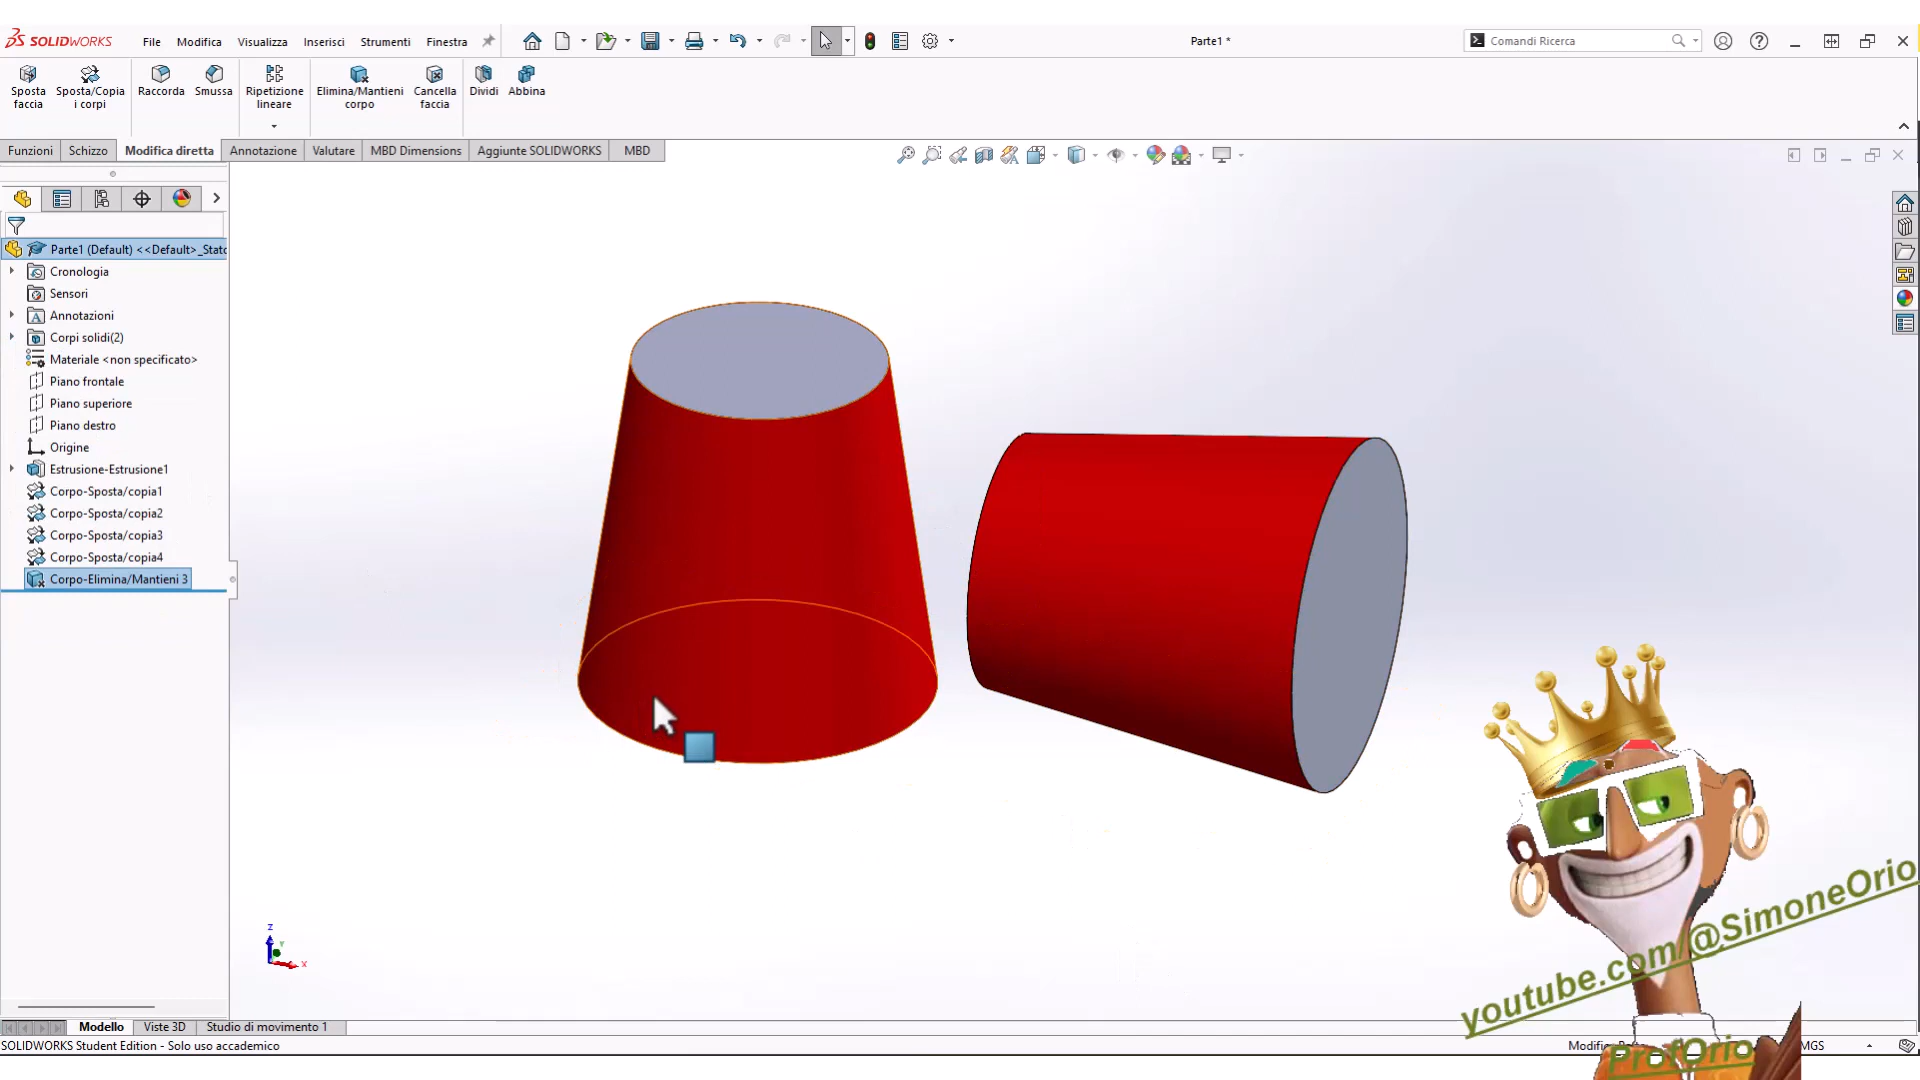 SOLIDWORKS
File Modifica Visualizza Inserisci Strumenti Finestra
Parte1 *
Comandi Ricerca
Sposta faccia
Sposta/Copia i corpi
Raccorda
Smussa
Ripetizione lineare
Elimina/Mantieni corpo
Cancella faccia
Dividi
Abbina
Funzioni Schizzo Modifica diretta Annotazione Valutare MBD Dimensions Aggiunte SOLIDWORKS MBD
Parte1 (Default) <<Default>_Stato
Cronologia
Sensori
Annotazioni
Corpi solidi(2)
Materiale <non specificato>
Piano frontale
Piano superiore
Piano destro
Origine
Estrusione-Estrusione1
Corpo-Sposta/copia1
Corpo-Sposta/copia2
Corpo-Sposta/copia3
Corpo-Sposta/copia4
Corpo-Elimina/Mantieni 3
Z
Y
X
youtube.com/@SimoneOrio
ProfOrio
Modello Viste 3D Studio di movimento 1
SOLIDWORKS Student Edition - Solo uso accademico
MGS